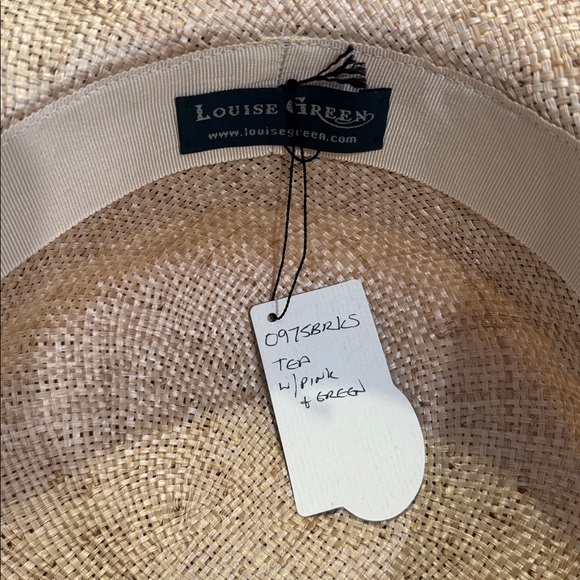 LOUISE GREEN
www.louisegreen.com
0975BRKS
TEA
W/PINK
+ GREEN